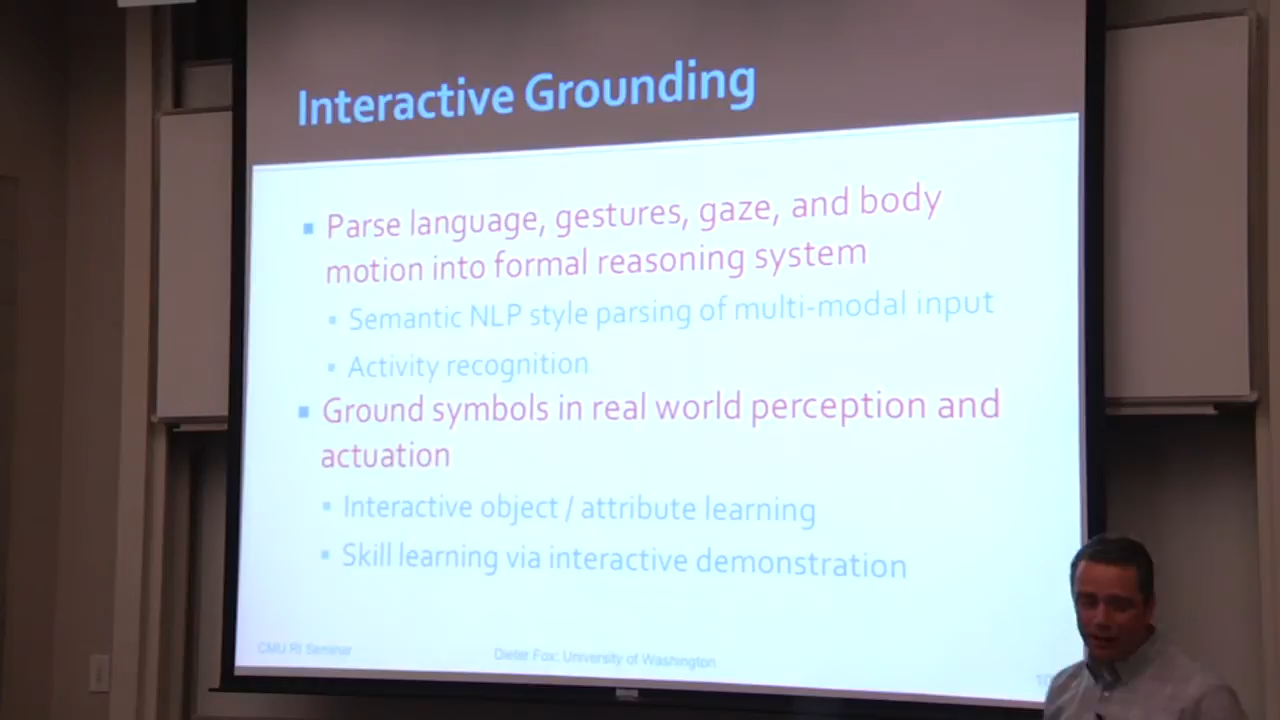 Interactive Grounding
Parse language, gestures, gaze, and body
motion into formal reasoning system
Semantic NLP style parsing of multi-modal input
Activity recognition
Ground symbols in real world perception and
actuation
Interactive object / attribute learning
Skill learning via interactive demonstration
CMU RI Seminar
Dieter Fox: University of Washington